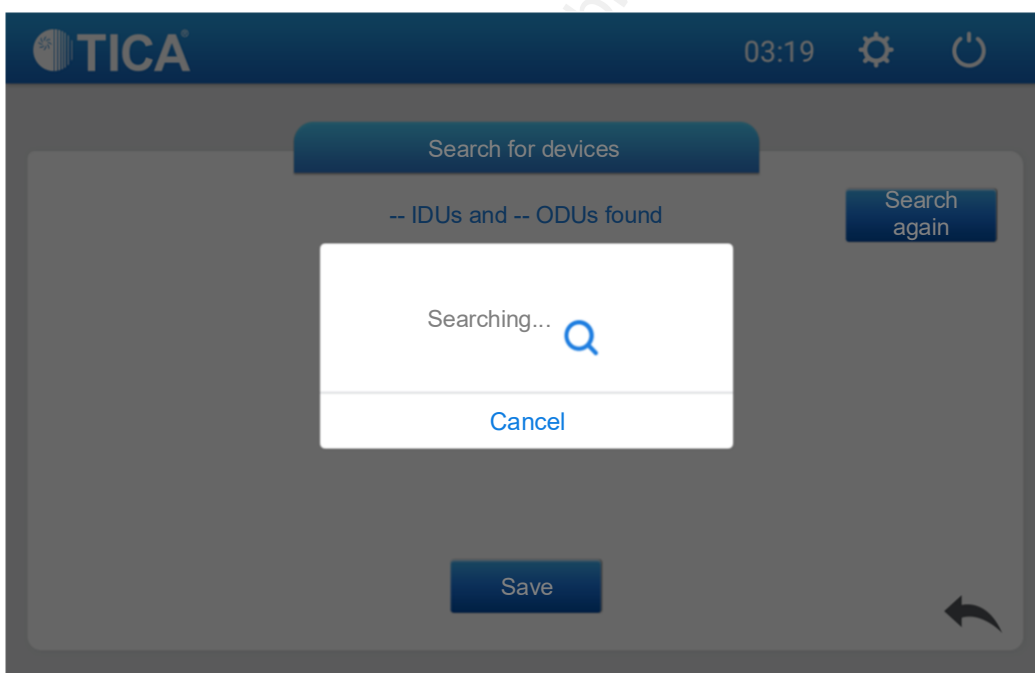 TICA
03:19
Search for devices
-- IDUs and -- ODUs found
Search
again
Searching...
Cancel
Save